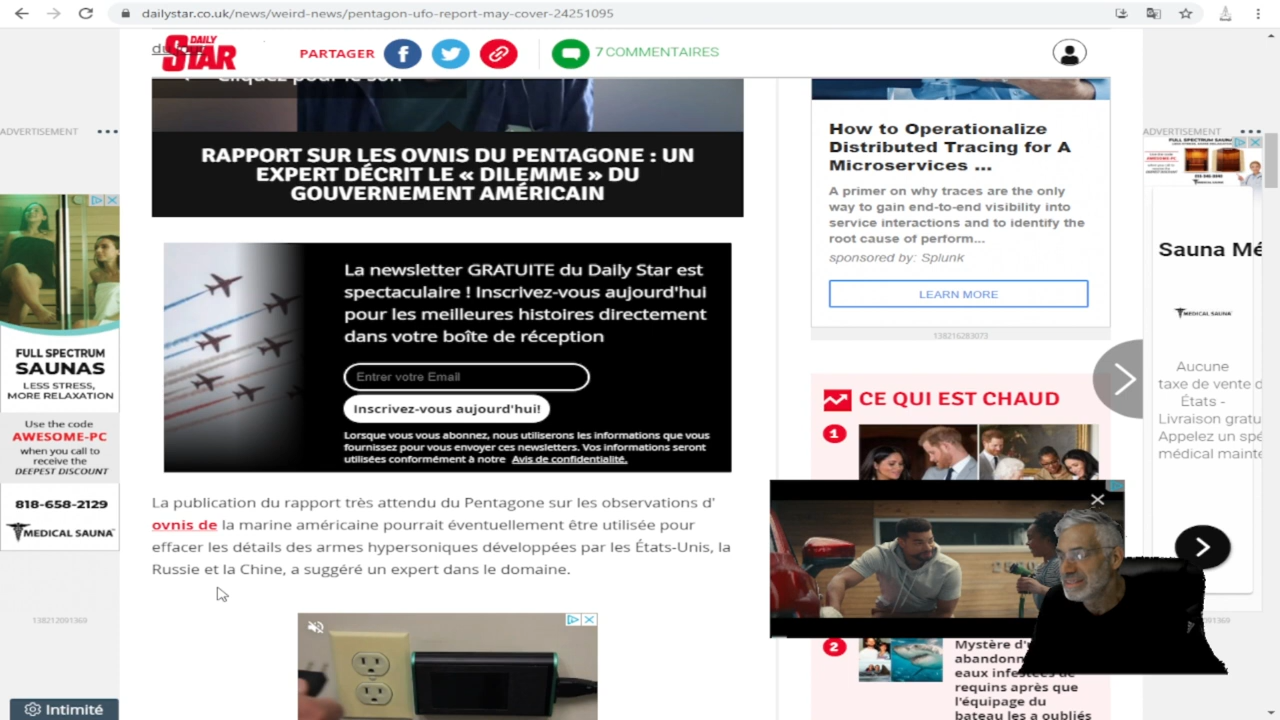 dailystar.co.uk/news/weird-news/pentagon-ufo-report-may-cover-24251095
DAILY
STAR
PARTAGER
7 COMMENTAIRES
Cliquez pour le son
RAPPORT SUR LES OVNIS DU PENTAGONE : UN
EXPERT DÉCRIT LE « DILEMME » DU
GOUVERNEMENT AMÉRICAIN
La newsletter GRATUITE du Daily Star est
spectaculaire ! Inscrivez-vous aujourd'hui
pour les meilleures histoires directement
dans votre boîte de réception
Entrer votre Email
Inscrivez-vous aujourd'hui!
Lorsque vous vous abonnez, nous utiliserons les informations que vous
fournissez pour vous envoyer ces newsletters. Vos informations seront
utilisées conformément à notre Avis de confidentialité.
La publication du rapport très attendu du Pentagone sur les observations d'
ovnis de la marine américaine pourrait éventuellement être utilisée pour
effacer les détails des armes hypersoniques développées par les États-Unis, la
Russie et la Chine, a suggéré un expert dans le domaine.
ADVERTISEMENT
FULL SPECTRUM
SAUNAS
LESS STRESS,
MORE RELAXATION
Use the code
AWESOME-PC
when you call to
receive the
DEEPEST DISCOUNT
818-658-2129
MEDICAL SAUNA
138212091369
Intimité
How to Operationalize
Distributed Tracing for A
Microservices ...
A primer on why traces are the only
way to gain end-to-end visibility into
service interactions and to identify the
root cause of perform...
sponsored by: Splunk
LEARN MORE
138216283073
CE QUI EST CHAUD
1
2
Mystère
abandonn
eaux infestées de
requins après que
l'équipage du
bateau les a oubliés
ADVERTISEMENT
FULL SPECTRUM SAUN
Use the code
AWESOME-PC
MEDICAL SAUNA
Sauna Mé
MEDICAL SAUNA
Aucune
taxe de vente d
États -
Livraison gratu
Appelez un spé
médical mainte